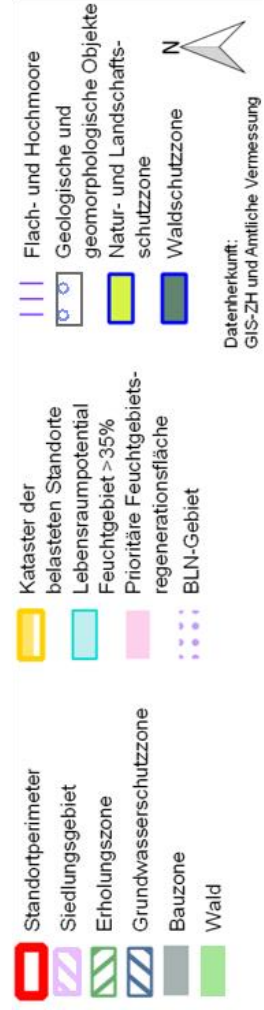 Standortperimeter
Siedlungsgebiet
Erholungszone
Grundwasserschutzzone
Bauzone
Wald
Kataster der
belasteten Standorte
Lebensraumpotential
Feuchtgebiet >35%
Prioritäre Feuchtgebiets-
regenerationsfläche
BLN-Gebiet
Flach- und Hochmoore
Geologische und
geomorphologische Objekte
Natur- und Landschafts-
schutzzone
Waldschutzzone
N
Datenherkunft:
GIS-ZH und Amtliche Vermessung